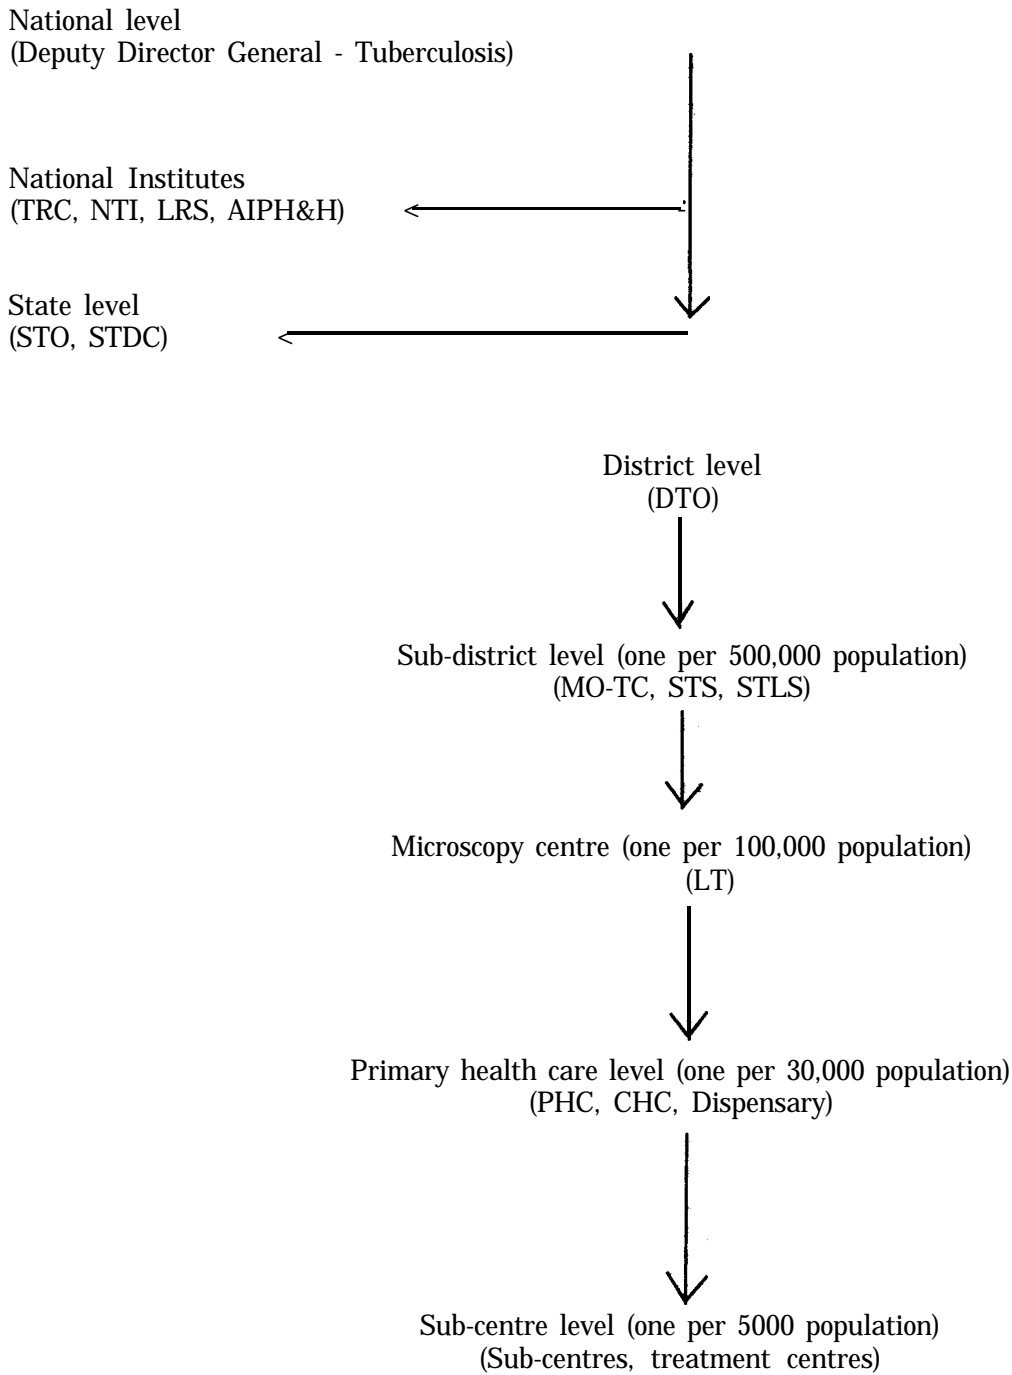 National level
(Deputy Director General - Tuberculosis)
National Institutes
(TRC, NTI, LRS, AIPH&H)
State level
(STO, STDC)
District level
(DTO)
Sub-district level (one per 500,000 population)
(MO-TC, STS, STLS)
Microscopy centre (one per 100,000 population)
(LT)
Primary health care level (one per 30,000 population)
(PHC, CHC, Dispensary)
Sub-centre level (one per 5000 population)
(Sub-centres, treatment centres)